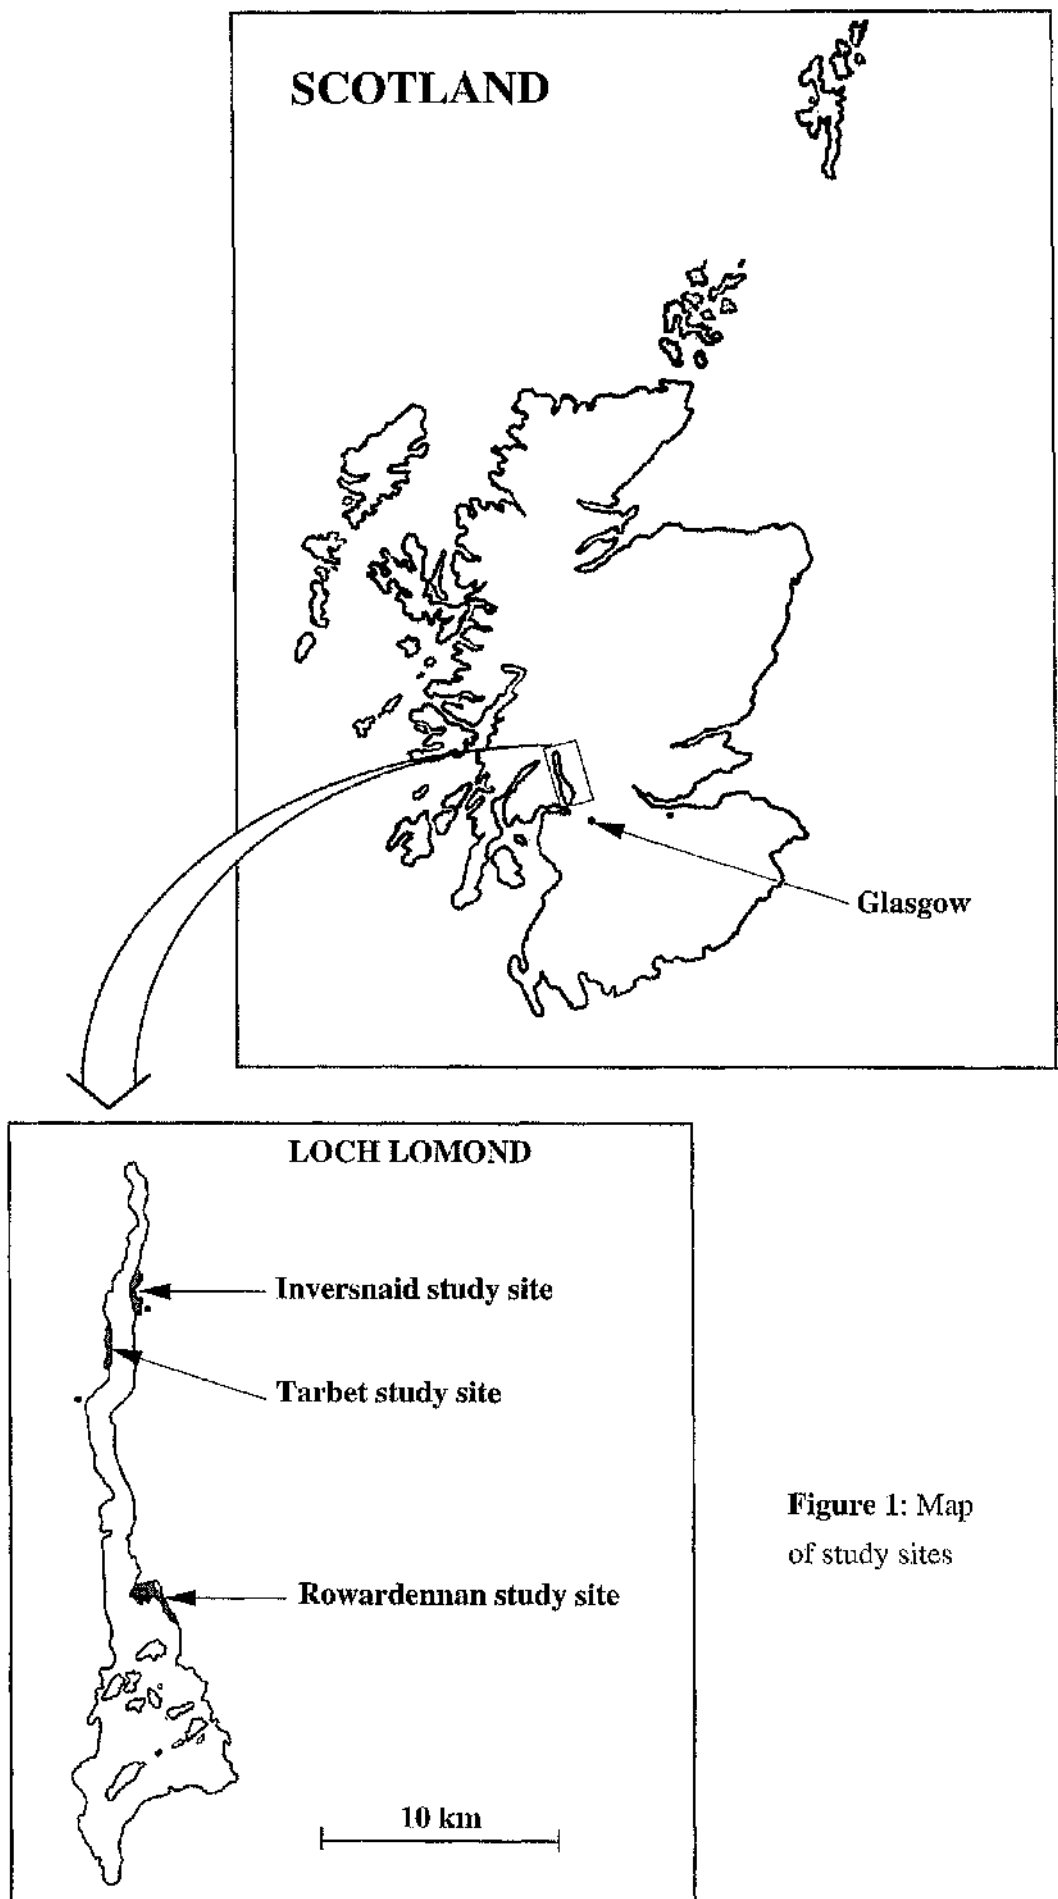 SCOTLAND
Glasgow
LOCH LOMOND
Inversnaid study site
Tarbet study site
Rowardennan study site
10 km
Figure 1: Map
of study sites